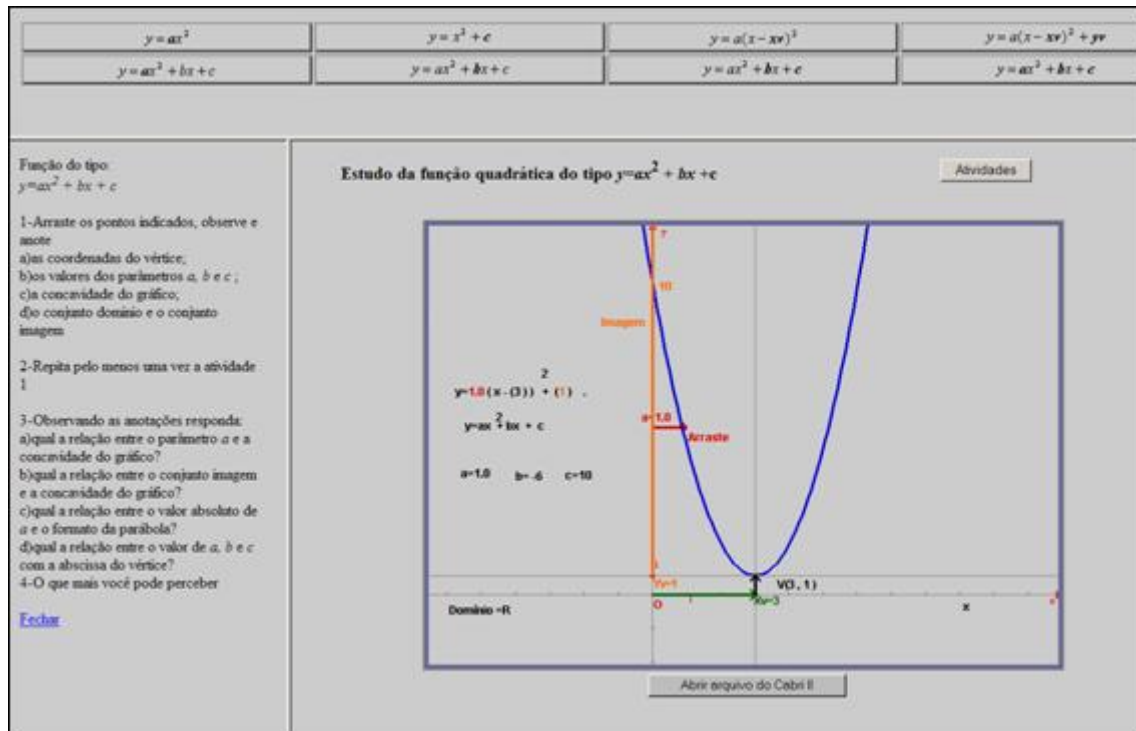 y = ax²
y = x² + c
y = a(x − xv)²
y = a(x − xv)² + yv
y = ax² + bx + c
y = ax² + bx + c
y = ax² + bx + c
y = ax² + bx + c
Função do tipo:
y=ax² + bx + c
1-Arraste os pontos indicados, observe e
anote
a)as coordenadas do vértice;
b)os valores dos parâmetros a, b e c ;
c)a concavidade do gráfico;
d)o conjunto domínio e o conjunto
imagem
2-Repita pelo menos uma vez a atividade
1
3-Observando as anotações responda:
a)qual a relação entre o parâmetro a e a
concavidade do gráfico?
b)qual a relação entre o conjunto imagem
e a concavidade do gráfico?
c)qual a relação entre o valor absoluto de
a e o formato da parábola?
d)qual a relação entre o valor de a, b e c
com a abscissa do vértice?
4-O que mais você pode perceber
Fechar
Estudo da função quadrática do tipo y=ax² + bx +c
Atividades
10
Imagem
y=1.0(x-(3))² + (1) .
y=ax² + bx + c
a=1.0
Arraste
a=1.0 b= -6 c=10
1
Yv=1
V(3, 1)
O
1
Xv=3
Domínio =R
x
Abrir arquivo do Cabri II